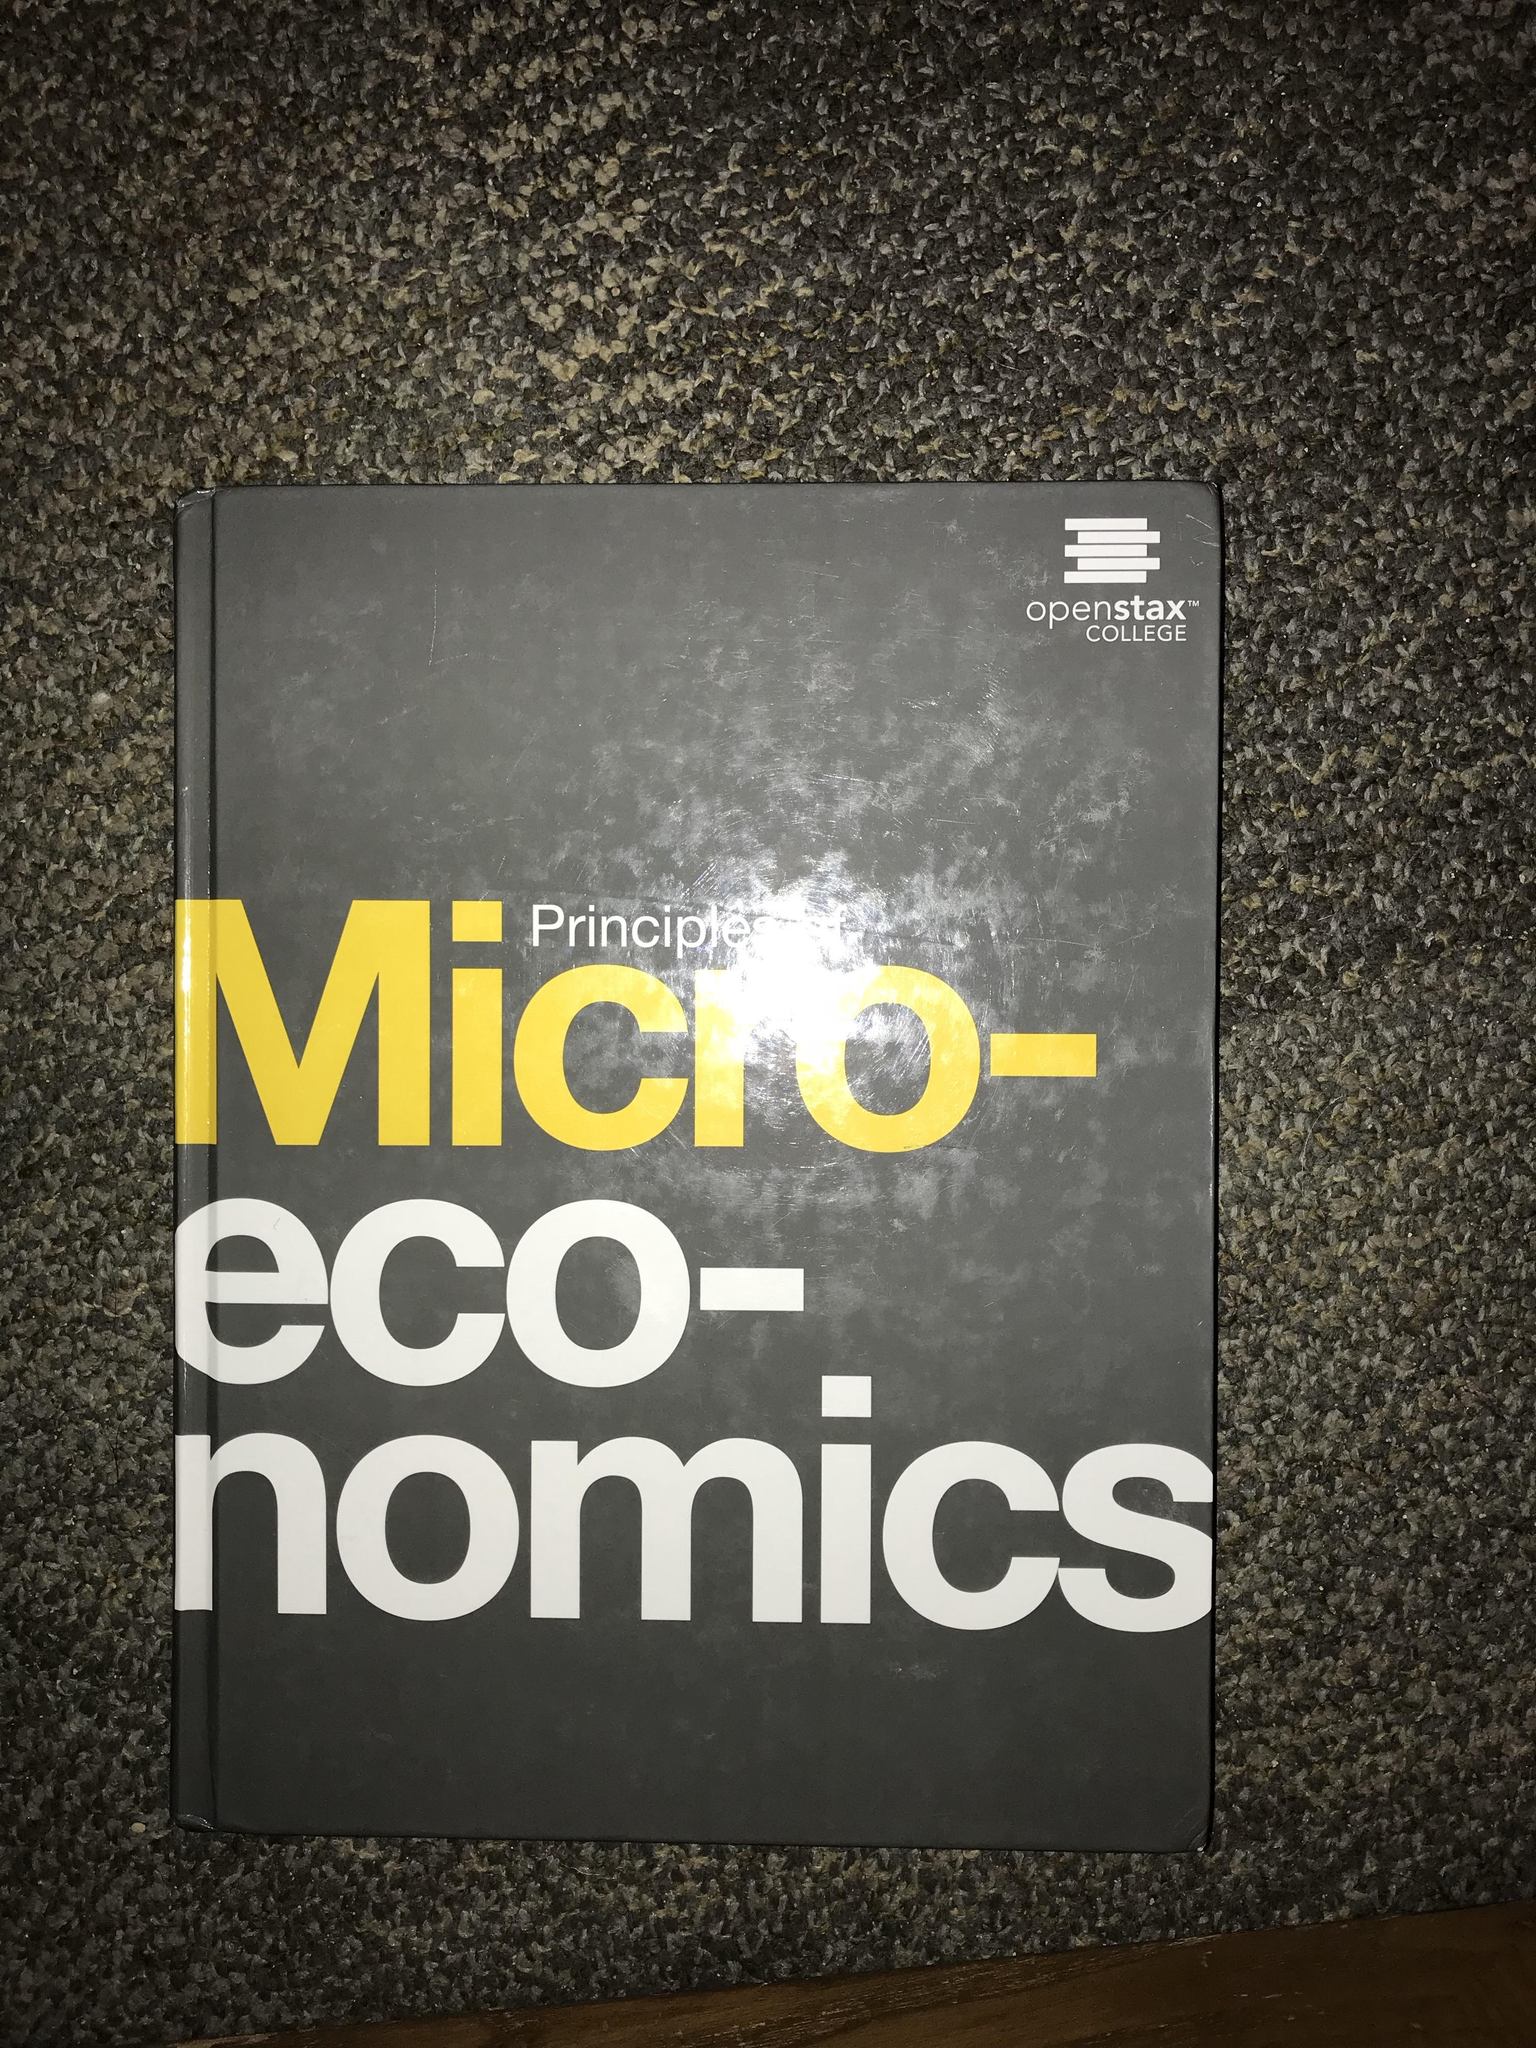 openstax™
COLLEGE
Principles of
Micro-
eco-
nomics